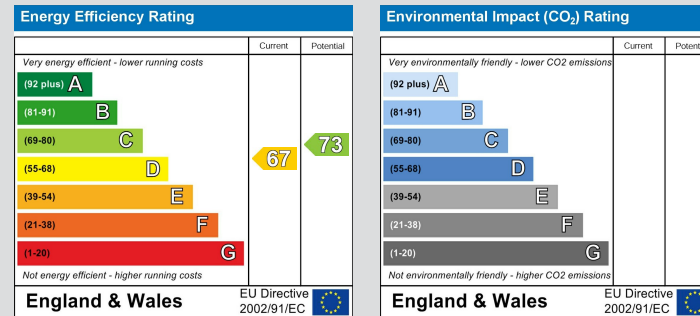 Energy Efficiency Rating
Current Potential
Very energy efficient - lower running costs
(92 plus) A
(81-91) B
(69-80) C
(55-68) D
(39-54) E
(21-38) F
(1-20) G
67
73
Not energy efficient - higher running costs
England & Wales
EU Directive
2002/91/EC
Environmental Impact (CO₂) Rating
Current Potent
Very environmentally friendly - lower CO2 emissions
(92 plus) A
(81-91) B
(69-80) C
(55-68) D
(39-54) E
(21-38) F
(1-20) G
Not environmentally friendly - higher CO2 emissions
England & Wales
EU Directive
2002/91/EC